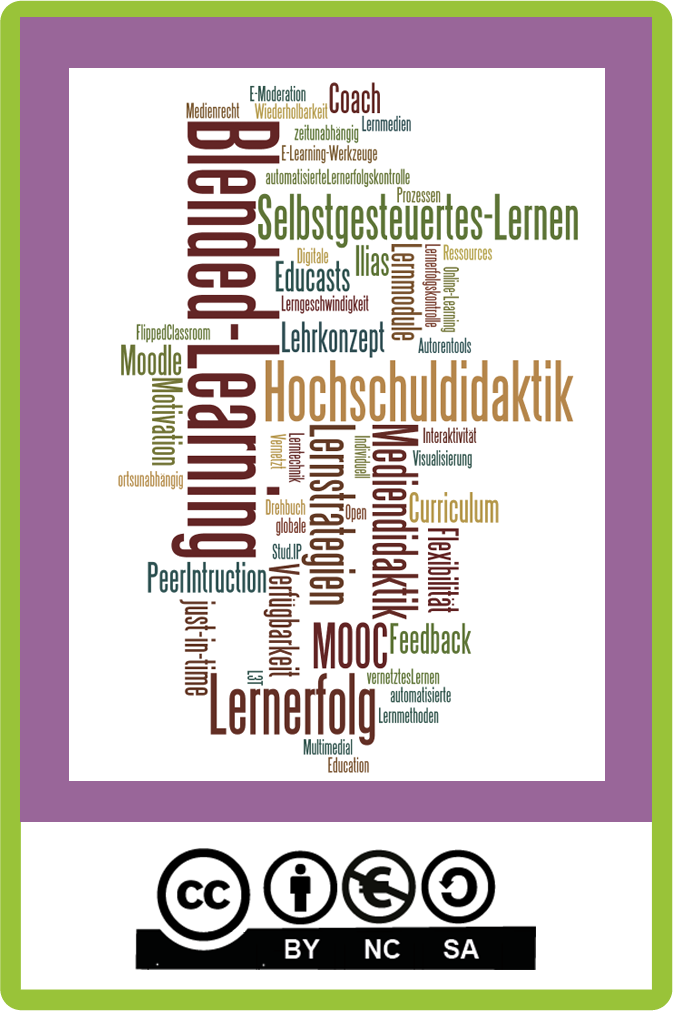 E-Moderation
Coach
Medienrecht
Wiederholbarkeit
Lernmedien
zeitunabhängig
Blended-Learning
E-Learning-Werkzeuge
automatisierteLernerfolgskontrolle
Prozessen
Selbstgesteuertes-Lernen
Digitale
Ilias
Lernmodule
Lernerfolgskontrolle
Ressources
Educasts
Online-Learning
Lerngeschwindigkeit
FlippedClassroom
Lehrkonzept
Autorentools
Moodle
Motivation
Hochschuldidaktik
Vernetzt
Lerntechnik
Lernstrategien
Individuell
Mediendidaktik
Interaktivität
Visualisierung
ortsunabhängig
Drehbuch
Open
Curriculum
globale
Flexibilität
Stud.IP
PeerIntruction
Verfügbarkeit
just-in-time
MOOC
Feedback
L3T
vernetztesLernen
Lernerfolg
automatisierte
Lernmethoden
Multimedial
Education
cc
BY NC SA